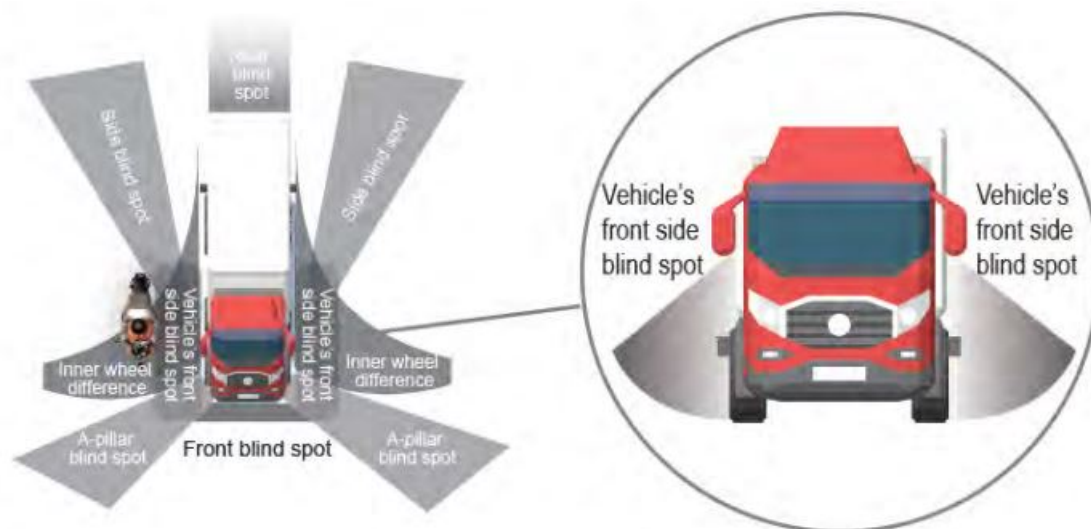 blind
spot
Side blind spot
Side blind spot
Vehicle's front
side blind spot
Vehicle's front
side blind spot
Inner wheel
difference
Inner wheel
difference
A-pillar
blind spot
Front blind spot
A-pillar
blind spot
Vehicle's
front side
blind spot
Vehicle's
front side
blind spot